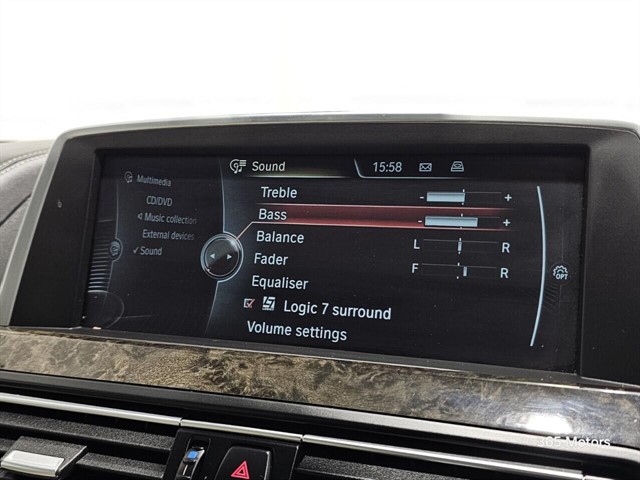 Sound 15:58
Multimedia
CD/DVD
Music collection
External devices
Sound
Treble - +
Bass - +
Balance L R
Fader F R
Equaliser
7 Logic 7 surround
Volume settings
OPT
365 Motors